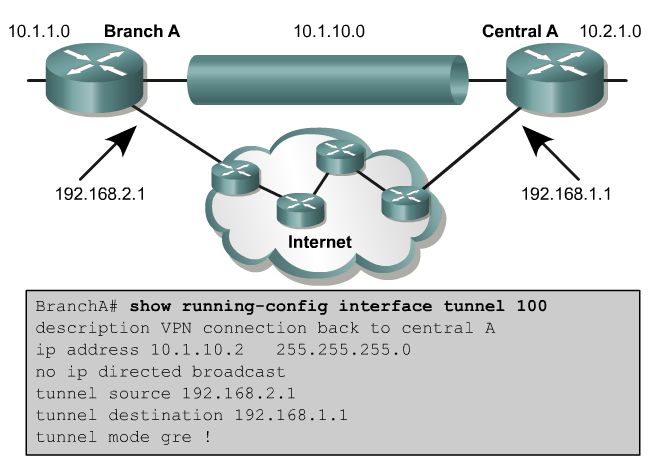 10.1.1.0 Branch A 10.1.10.0 Central A 10.2.1.0
192.168.2.1 192.168.1.1
Internet
BranchA# show running-config interface tunnel 100
description VPN connection back to central A
ip address 10.1.10.2 255.255.255.0
no ip directed broadcast
tunnel source 192.168.2.1
tunnel destination 192.168.1.1
tunnel mode gre !